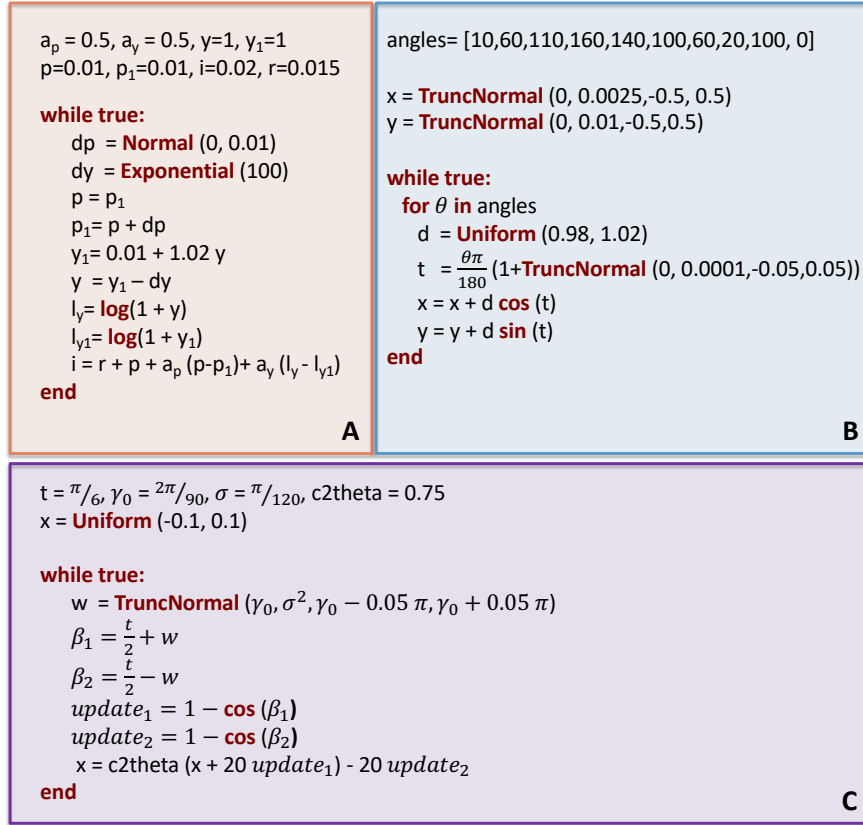 a_p = 0.5, a_y = 0.5, y=1, y_1=1
p=0.01, p_1=0.01, i=0.02, r=0.015
while true:
dp = Normal (0, 0.01)
dy = Exponential (100)
p = p_1
p_1= p + dp
y_1= 0.01 + 1.02 y
y = y_1 – dy
l_y= log(1 + y)
l_y1= log(1 + y_1)
i = r + p + a_p (p-p_1)+ a_y (l_y - l_y1)
end
A
angles= [10,60,110,160,140,100,60,20,100, 0]
x = TruncNormal (0, 0.0025,-0.5, 0.5)
y = TruncNormal (0, 0.01,-0.5,0.5)
while true:
for θ in angles
d = Uniform (0.98, 1.02)
t = θπ/180 (1+TruncNormal (0, 0.0001,-0.05,0.05))
x = x + d cos (t)
y = y + d sin (t)
end
B
t = π/6, γ_0 = 2π/90, σ = π/120, c2theta = 0.75
x = Uniform (-0.1, 0.1)
while true:
w = TruncNormal (γ_0, σ², γ_0 − 0.05 π, γ_0 + 0.05 π)
β_1 = t/2 + w
β_2 = t/2 − w
update_1 = 1 − cos (β_1)
update_2 = 1 − cos (β_2)
x = c2theta (x + 20 update_1) - 20 update_2
end
C